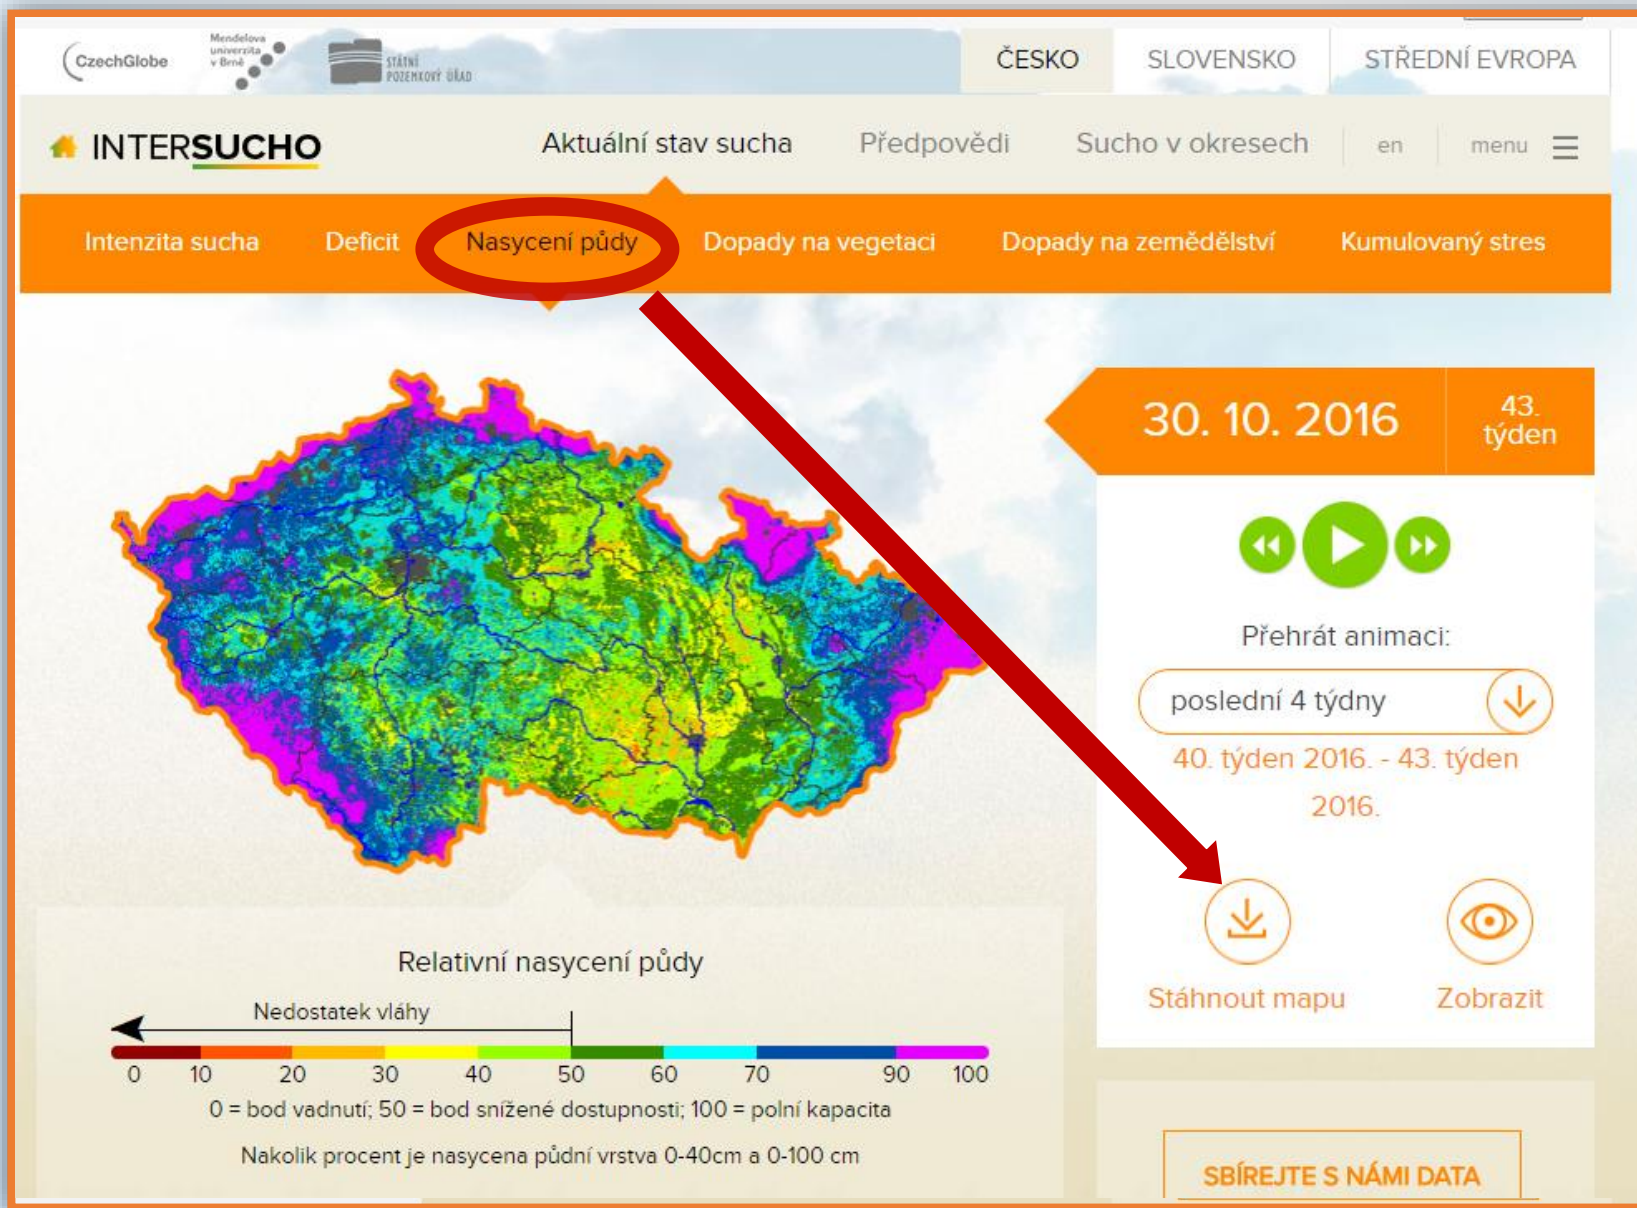 CzechGlobe
Mendelova
univerzita
v Brně
STÁTNÍ
POZEMKOVÝ ÚŘAD
ČESKO
SLOVENSKO
STŘEDNÍ EVROPA
INTERSUCHO
Aktuální stav sucha
Předpovědi
Sucho v okresech
en
menu
Intenzita sucha
Deficit
Nasycení půdy
Dopady na vegetaci
Dopady na zemědělství
Kumulovaný stres
30. 10. 2016
43.
týden
Přehrát animaci:
poslední 4 týdny
40. týden 2016. - 43. týden
2016.
Stáhnout mapu
Zobrazit
Relativní nasycení půdy
Nedostatek vláhy
0 10 20 30 40 50 60 70 90 100
0 = bod vadnutí; 50 = bod snížené dostupnosti; 100 = polní kapacita
Nakolik procent je nasycena půdní vrstva 0-40cm a 0-100 cm
SBÍREJTE S NÁMI DATA